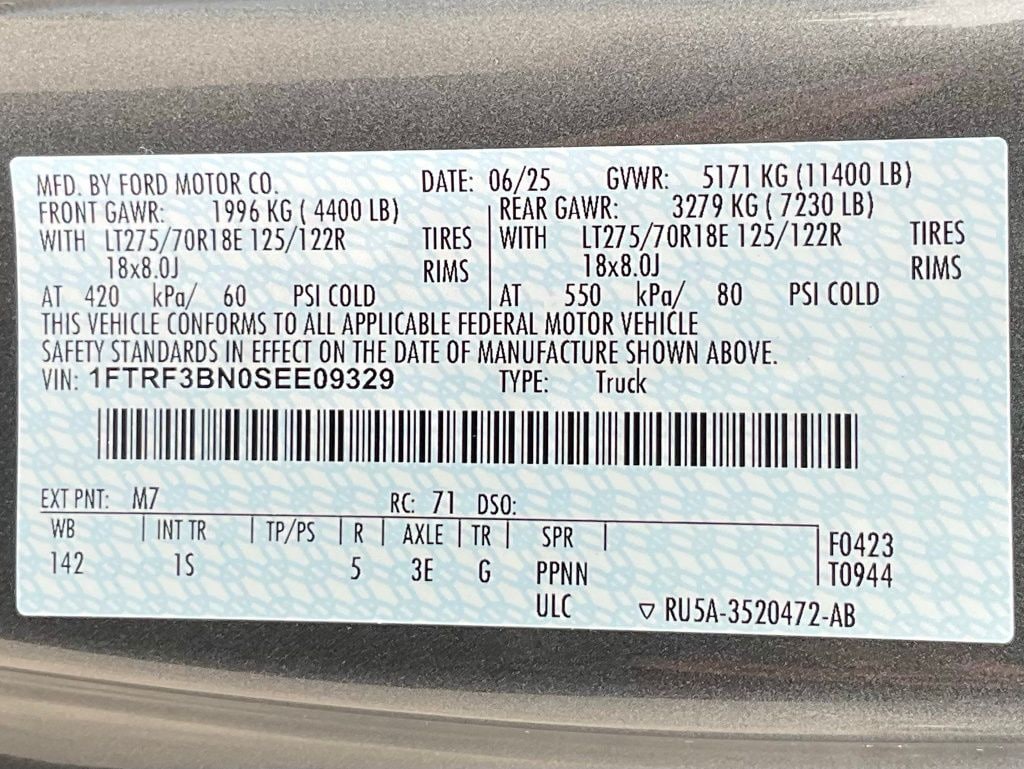 MFD. BY FORD MOTOR CO. DATE: 06/25 GVWR: 5171 KG (11400 LB)
FRONT GAWR: 1996 KG ( 4400 LB) REAR GAWR: 3279 KG ( 7230 LB)
WITH LT275/70R18E 125/122R TIRES WITH LT275/70R18E 125/122R TIRES
18x8.0J RIMS 18x8.0J RIMS
AT 420 kPa/ 60 PSI COLD AT 550 kPa/ 80 PSI COLD
THIS VEHICLE CONFORMS TO ALL APPLICABLE FEDERAL MOTOR VEHICLE
SAFETY STANDARDS IN EFFECT ON THE DATE OF MANUFACTURE SHOWN ABOVE.
VIN: 1FTRF3BN0SEE09329 TYPE: Truck
EXT PNT: M7 RC: 71 DSO:
WB INT TR TP/PS R AXLE TR SPR F0423
142 1S 5 3E G PPNN T0944
ULC ▽ RU5A-3520472-AB